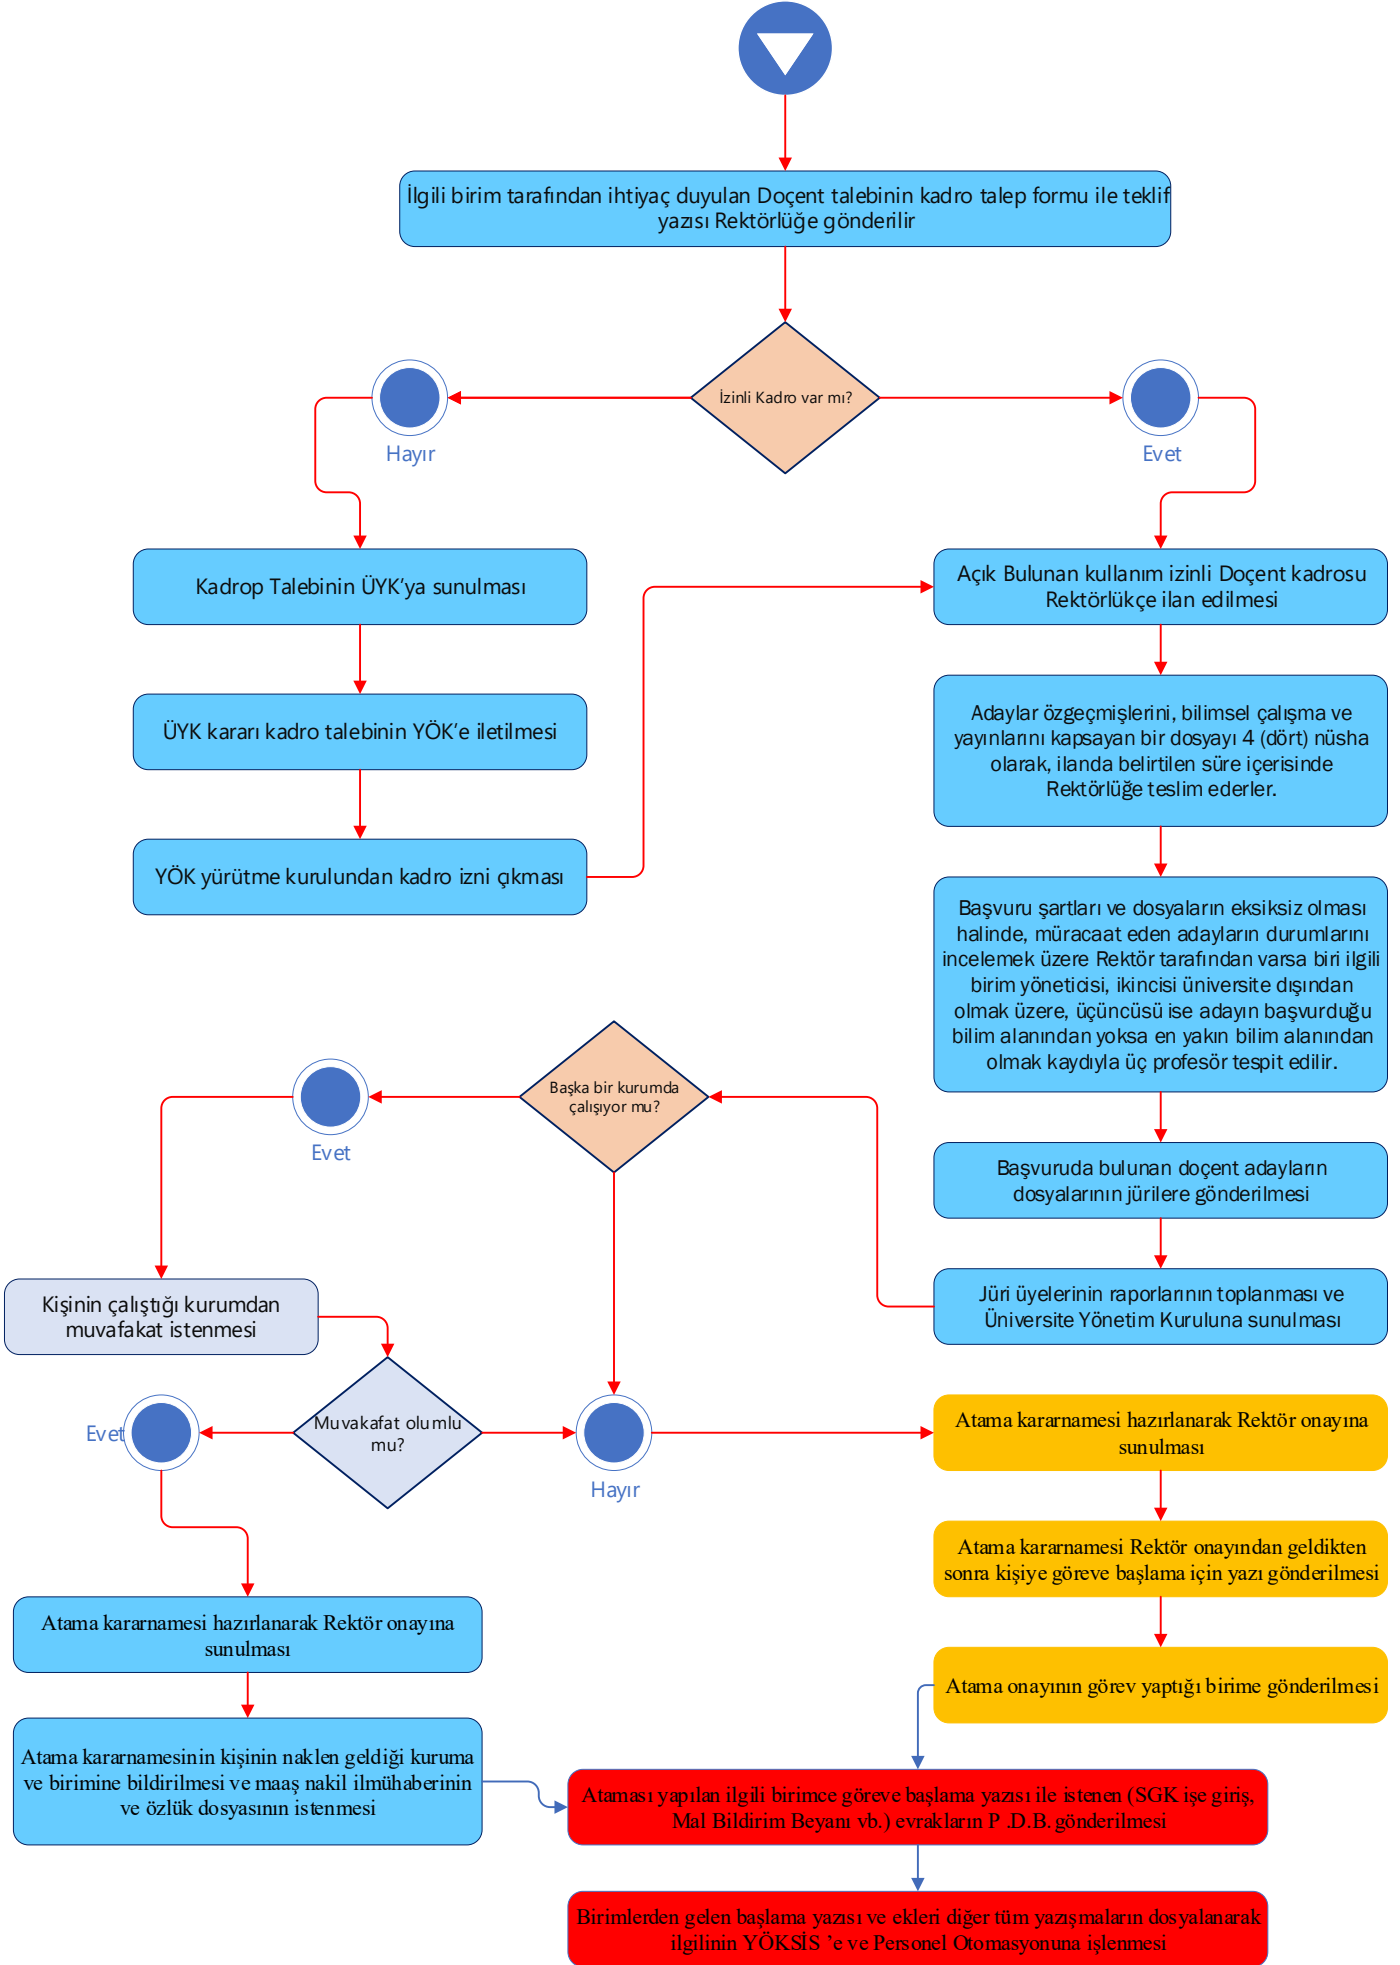 İlgili birim tarafından ihtiyaç duyulan Doçent talebinin kadro talep formu ile teklif
yazısı Rektörlüğe gönderilir
İzinli Kadro var mı?
Hayır
Evet
Kadrop Talebinin ÜYK’ya sunulması
ÜYK kararı kadro talebinin YÖK’e iletilmesi
YÖK yürütme kurulundan kadro izni çıkması
Açık Bulunan kullanım izinli Doçent kadrosu
Rektörlükçe ilan edilmesi
Adaylar özgeçmişlerini, bilimsel çalışma ve
yayınlarını kapsayan bir dosyayı 4 (dört) nüsha
olarak, ilanda belirtilen süre içerisinde
Rektörlüğe teslim ederler.
Başvuru şartları ve dosyaların eksiksiz olması
halinde, müracaat eden adayların durumlarını
incelemek üzere Rektör tarafından varsa biri ilgili
birim yöneticisi, ikincisi üniversite dışından
olmak üzere, üçüncüsü ise adayın başvurduğu
bilim alanından yoksa en yakın bilim alanından
olmak kaydıyla üç profesör tespit edilir.
Başvuruda bulunan doçent adayların
dosyalarının jürilere gönderilmesi
Jüri üyelerinin raporlarının toplanması ve
Üniversite Yönetim Kuruluna sunulması
Başka bir kurumda
çalışıyor mu?
Evet
Kişinin çalıştığı kurumdan
muvafakat istenmesi
Muvakafat olumlu
mu?
Evet
Hayır
Atama kararnamesi hazırlanarak Rektör onayına
sunulması
Atama kararnamesi Rektör onayından geldikten
sonra kişiye göreve başlama için yazı gönderilmesi
Atama onayının görev yaptığı birime gönderilmesi
Atama kararnamesi hazırlanarak Rektör onayına
sunulması
Atama kararnamesinin kişinin naklen geldiği kuruma
ve birimine bildirilmesi ve maaş nakil ilmühaberinin
ve özlük dosyasının istenmesi
Ataması yapılan ilgili birimce göreve başlama yazısı ile istenen (SGK işe giriş,
Mal Bildirim Beyanı vb.) evrakların P .D.B. gönderilmesi
Birimlerden gelen başlama yazısı ve ekleri diğer tüm yazışmaların dosyalanarak
ilgilinin YÖKSİS ’e ve Personel Otomasyonuna işlenmesi